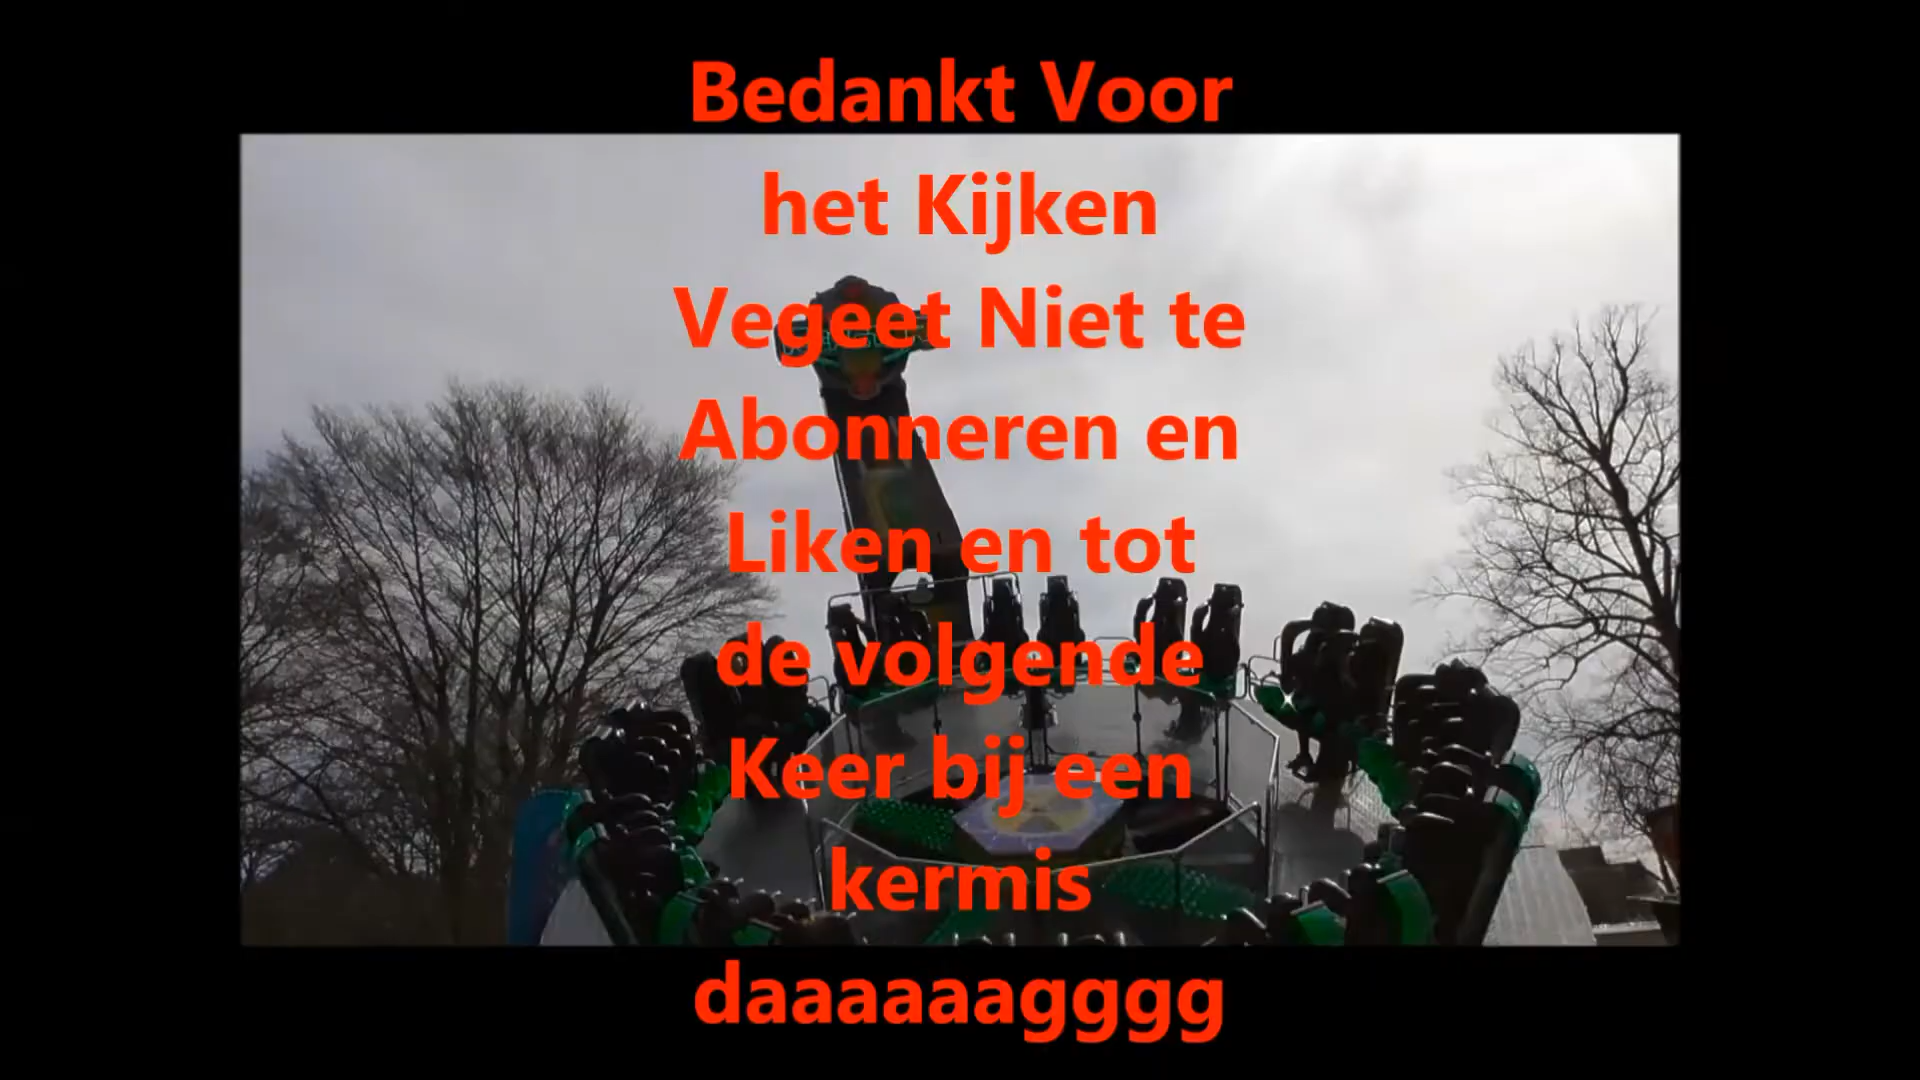 Bedankt Voor
het Kijken
Vegeet Niet te
Abonneren en
Liken en tot
de volgende
Keer bij een
kermis
daaaaaagggg